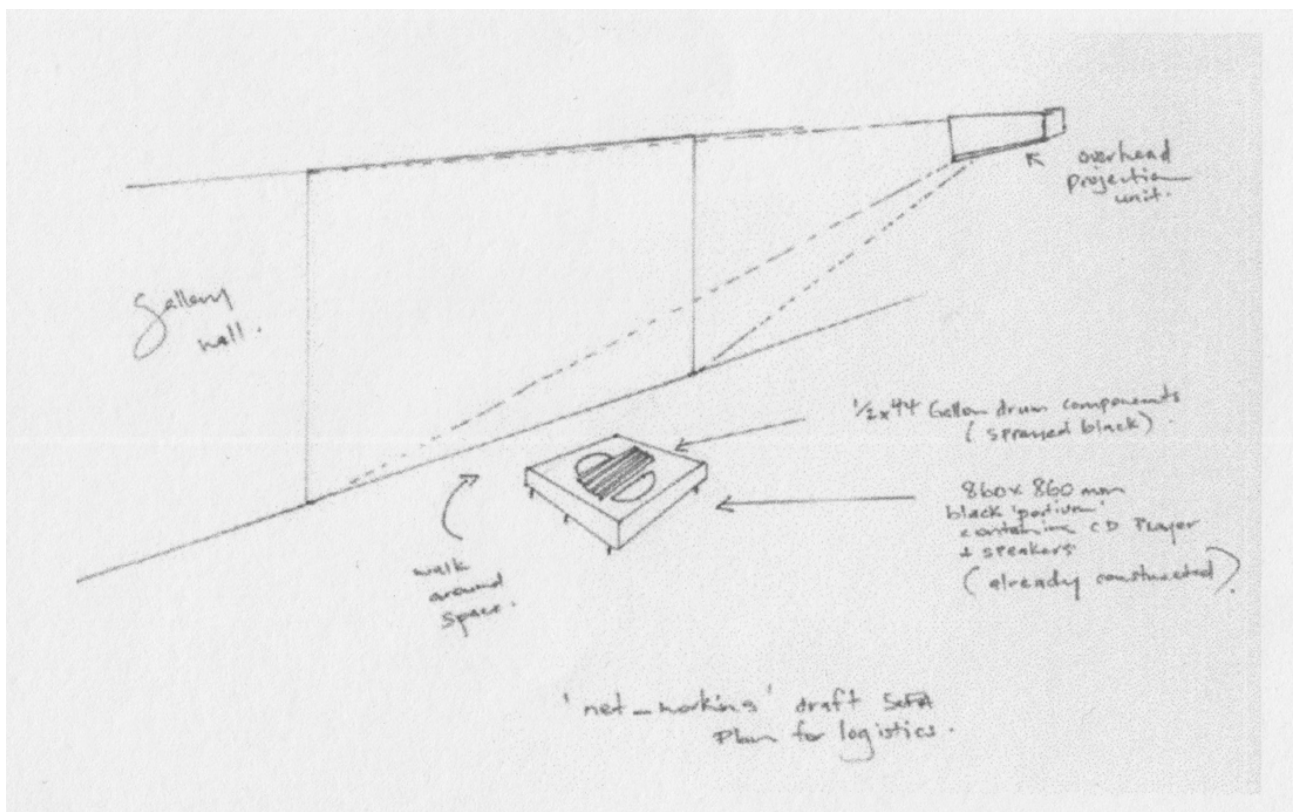 overhead
projection
unit.
Gallery
wall.
1/2 x 44 Gallon drum components
(sprayed black)
860 x 860 mm
black 'podium'
containing CD Player
+ speakers
(already constructed).
walk
around
space.
'net_workings' draft
Plan for logistics.